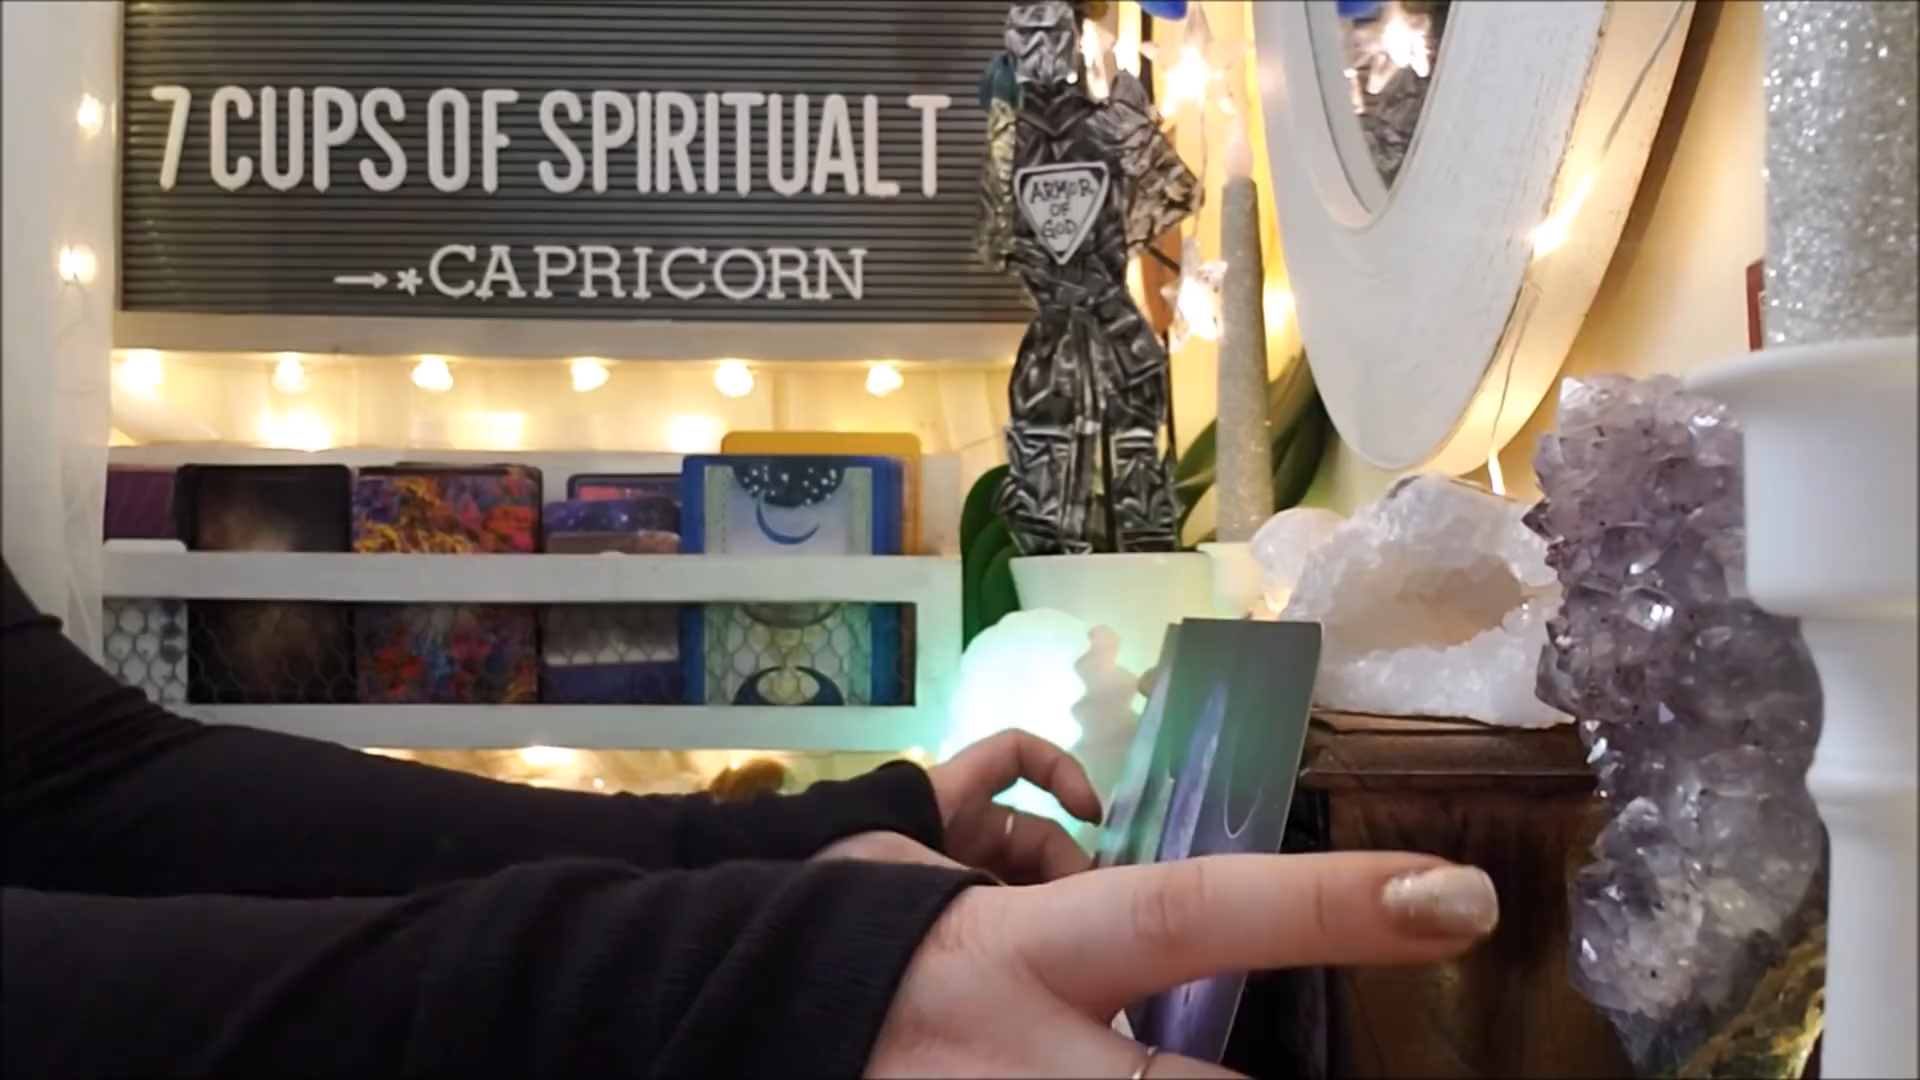 7 CUPS OF SPIRITUAL T
→*CAPRICORN
ARMOR
OF
GOD